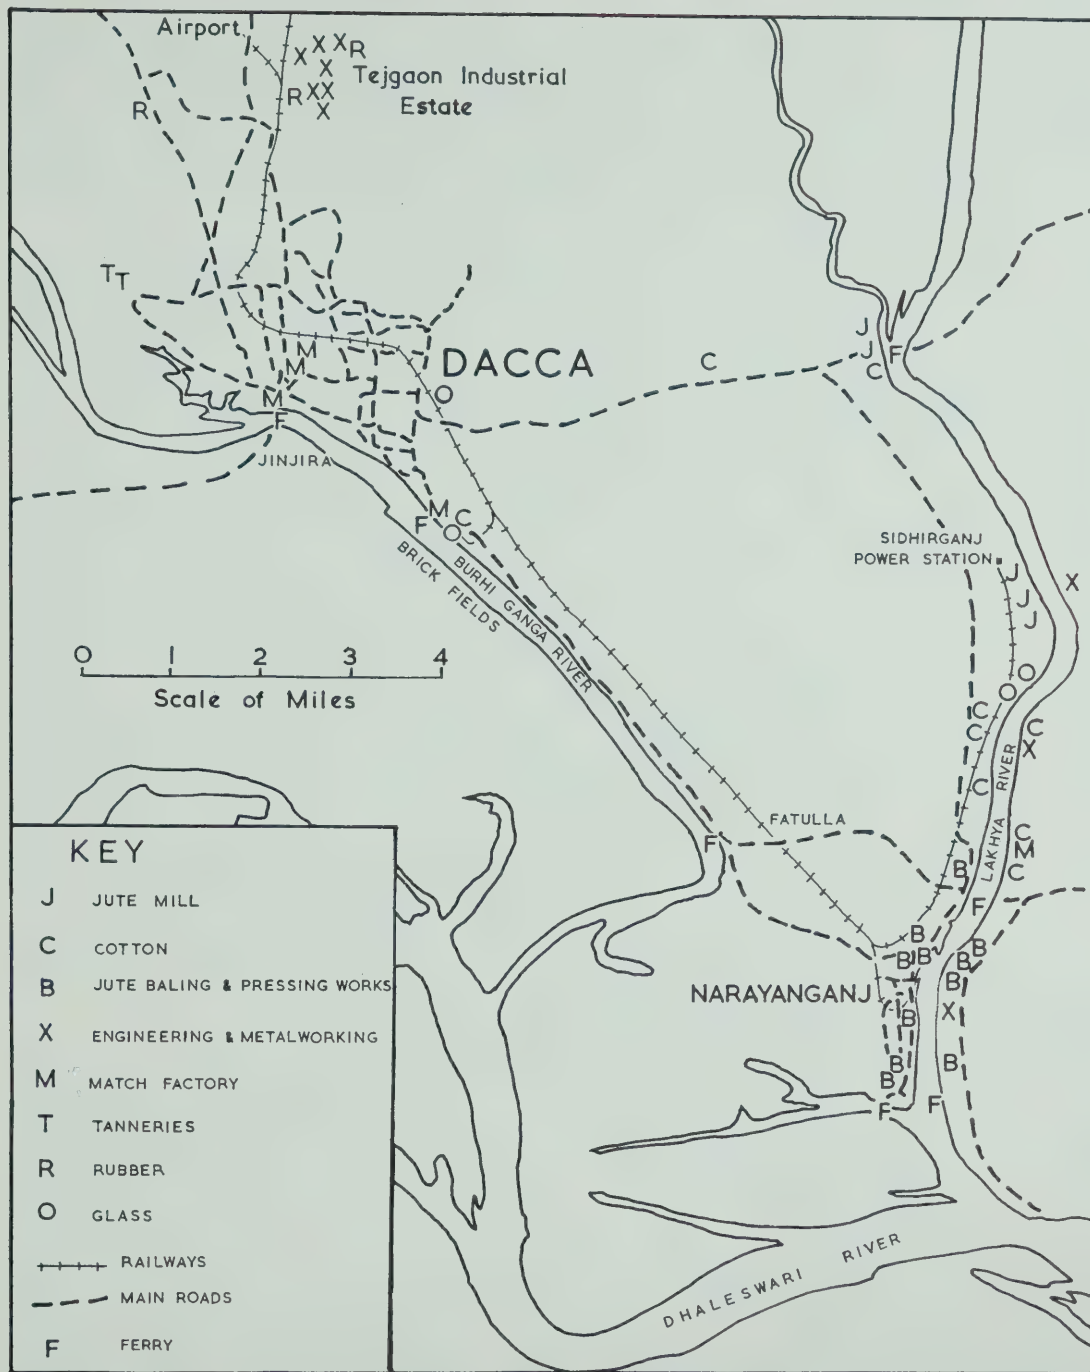 Airport
X X X R
X
Tejgaon Industrial
R X X
Estate
X
R
T T
J
F
J
C
C
M
M
DACCA
O
M
F
JINJIRA
M
C
F
O
BURHI GANGA RIVER
BRICK FIELDS
SIDHIRGANJ
POWER STATION
J
X
J
J
O
O
C
C
C
X
C
LAKHYA RIVER
0 1 2 3 4
Scale of Miles
FATULLA
F
C
M
C
B
F
B
B
B
B
B
B
NARAYANGANJ
B
X
B
B
B
F
F
DHALESWARI RIVER
KEY
J JUTE MILL
C COTTON
B JUTE BALING & PRESSING WORKS
X ENGINEERING & METALWORKING
M MATCH FACTORY
T TANNERIES
R RUBBER
O GLASS
RAILWAYS
MAIN ROADS
F FERRY